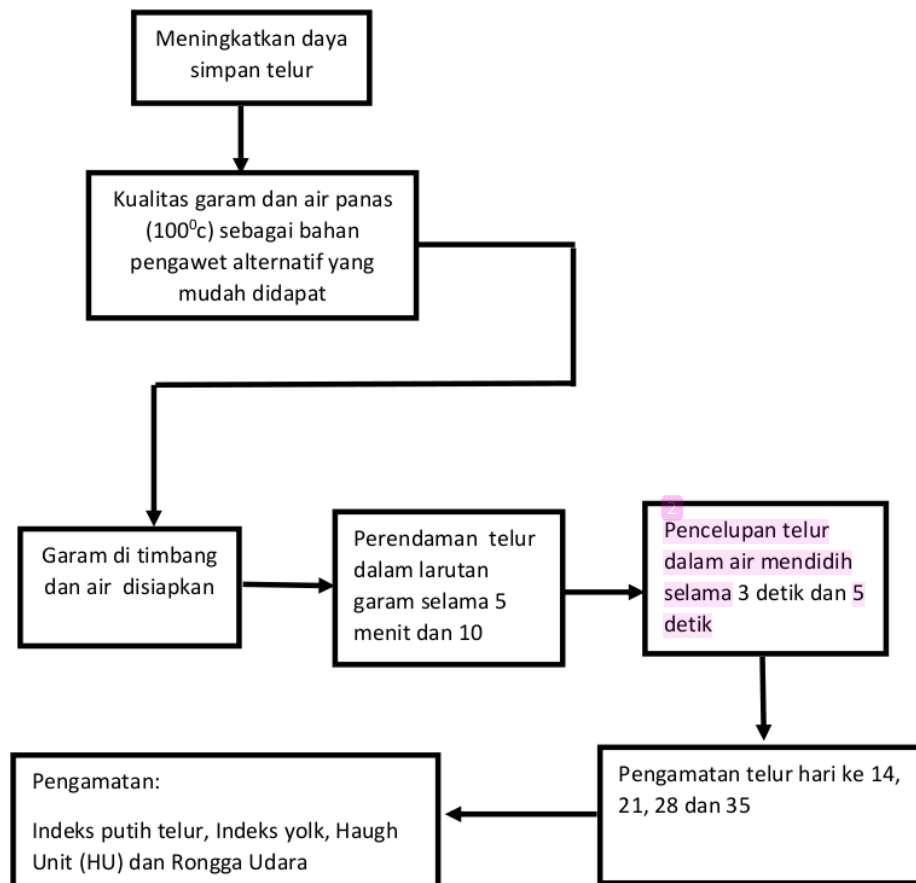 Meningkatkan daya
simpan telur
Kualitas garam dan air panas
(100⁰c) sebagai bahan
pengawet alternatif yang
mudah didapat
Garam di timbang
dan air disiapkan
Perendaman telur
dalam larutan
garam selama 5
menit dan 10
2
Pencelupan telur
dalam air mendidih
selama 3 detik dan 5
detik
Pengamatan telur hari ke 14,
21, 28 dan 35
Pengamatan:
Indeks putih telur, Indeks yolk, Haugh
Unit (HU) dan Rongga Udara